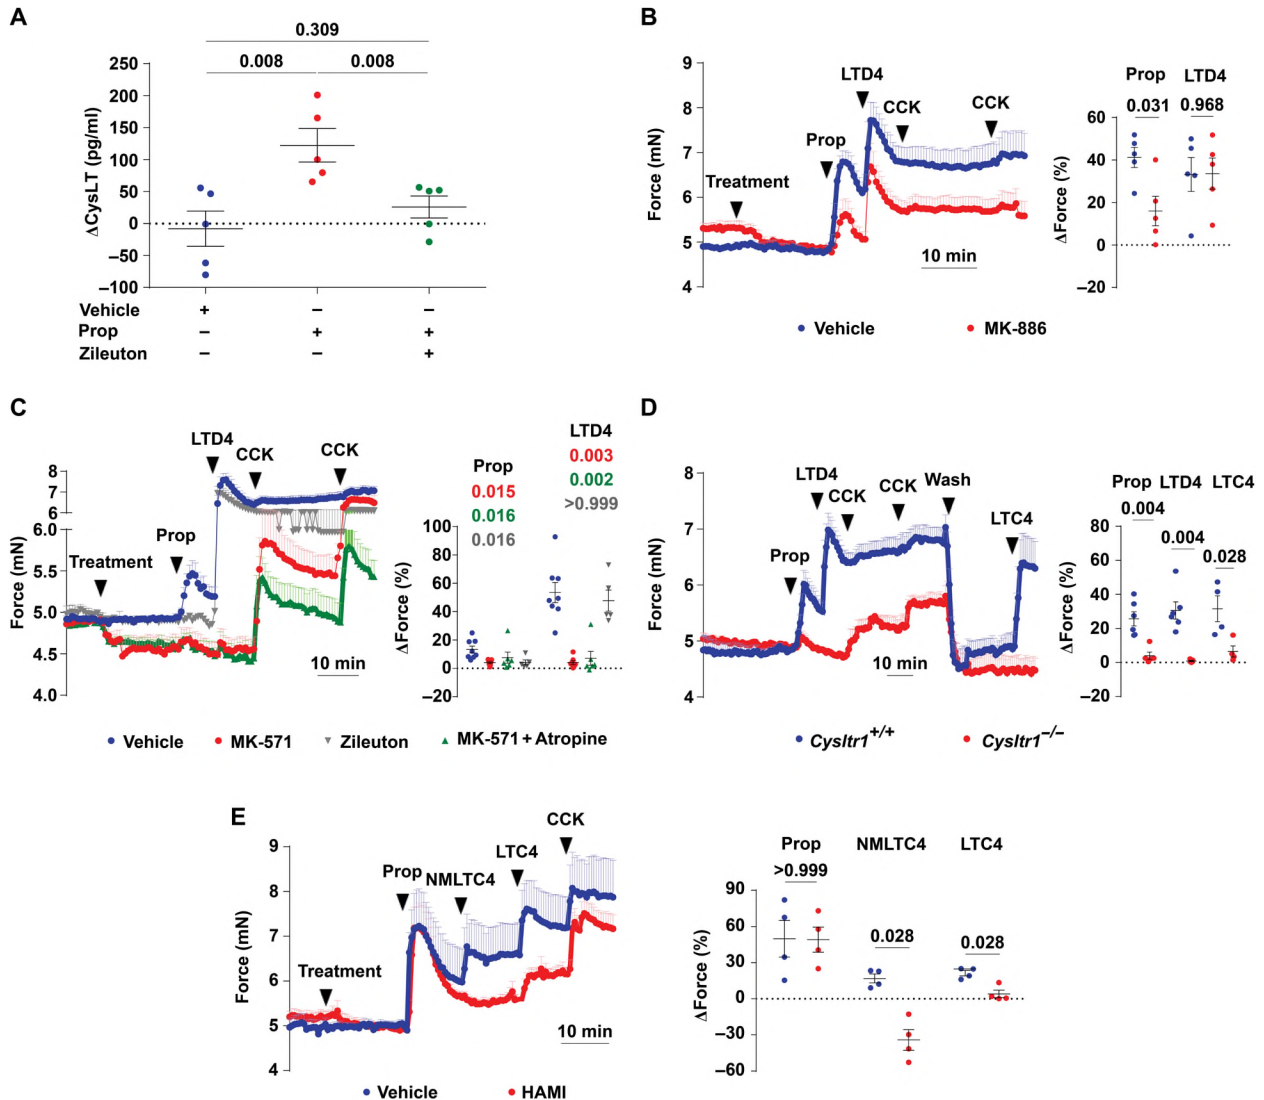 A
0.309
0.008 0.008
250
200
150
100
50
0
–50
–100
ΔCysLT (pg/ml)
Vehicle + – –
Prop – + +
Zileuton – – +
B
9
8
7
6
5
4
Force (mN)
Treatment
Prop
LTD4
CCK
CCK
10 min
Prop LTD4
0.031 0.968
60
40
20
0
–20
ΔForce (%)
Vehicle MK-886
C
8
7
6
6.0
5.5
5.0
4.5
4.0
Force (mN)
Treatment
Prop
LTD4
CCK
CCK
10 min
Prop
0.015
0.016
0.016
LTD4
0.003
0.002
>0.999
100
80
60
40
20
0
–20
ΔForce (%)
Vehicle MK-571 Zileuton MK-571 + Atropine
D
8
7
6
5
4
Force (mN)
Prop
LTD4
CCK
CCK
Wash
LTC4
10 min
Prop LTD4 LTC4
0.004
0.004
0.028
80
60
40
20
0
–20
ΔForce (%)
Cysltr1+/+ Cysltr1–/–
E
9
8
7
6
5
4
Force (mN)
Treatment
Prop
NMLTC4
LTC4
CCK
10 min
Vehicle HAMI
Prop NMLTC4 LTC4
>0.999
0.028
0.028
90
60
30
0
–30
–60
ΔForce (%)